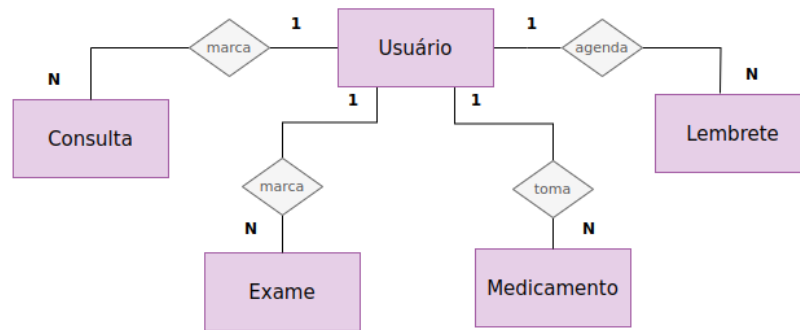 marca
1
Usuário
1
agenda
N
Consulta
N
Lembrete
1
1
marca
toma
N
N
Exame
Medicamento